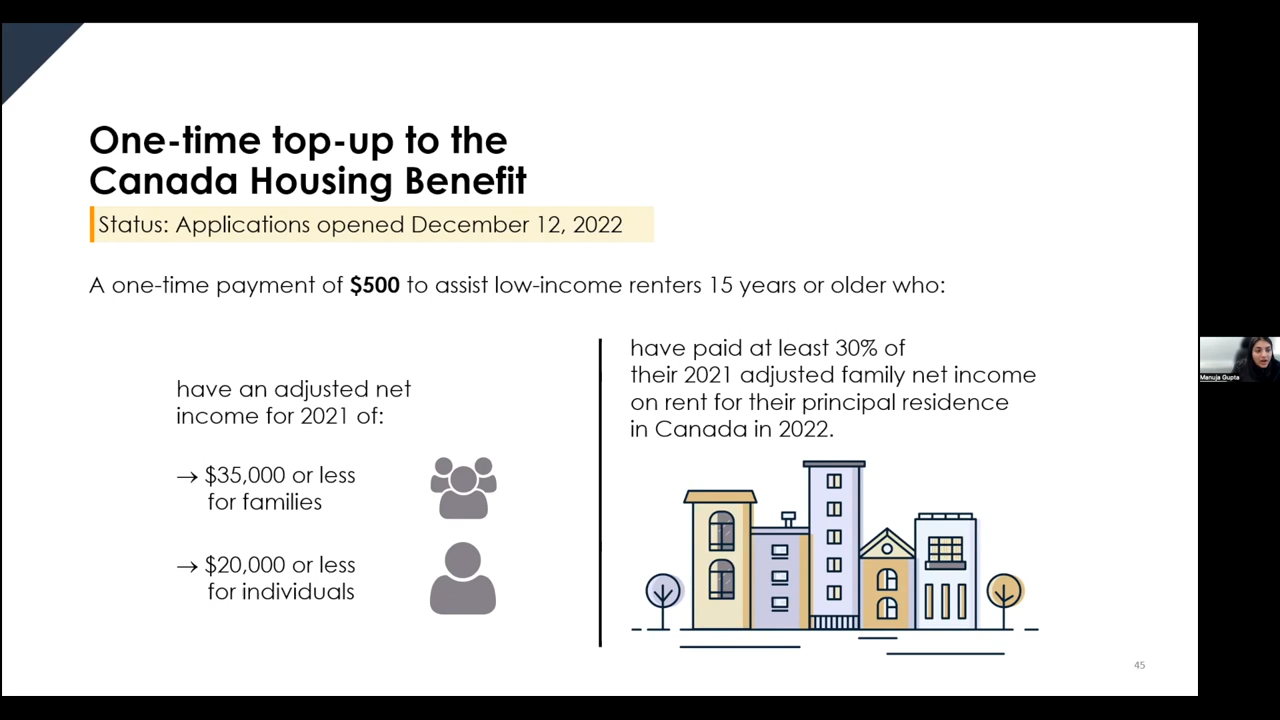 One-time top-up to the
Canada Housing Benefit
Status: Applications opened December 12, 2022
A one-time payment of $500 to assist low-income renters 15 years or older who:
have an adjusted net
income for 2021 of:
→ $35,000 or less
for families
→ $20,000 or less
for individuals
have paid at least 30% of
their 2021 adjusted family net income
on rent for their principal residence
in Canada in 2022.
45
Manuja Gupta